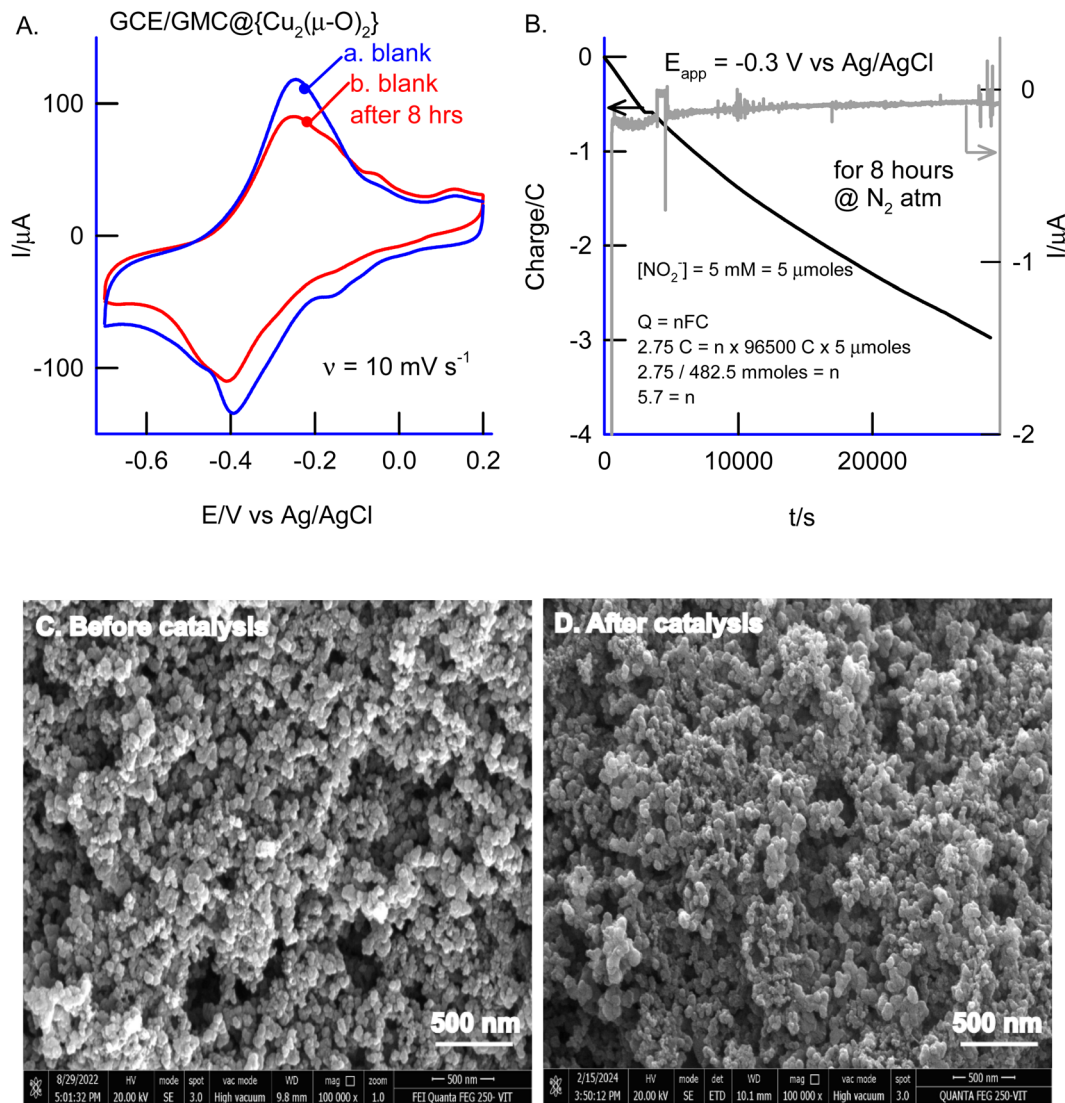 A.
GCE/GMC@{Cu₂(μ-O)₂}
a. blank
b. blank
after 8 hrs
100
0
-100
I/μA
ν = 10 mV s⁻¹
-0.6
-0.4
-0.2
0.0
0.2
E/V vs Ag/AgCl
B.
Eapp = -0.3 V vs Ag/AgCl
for 8 hours
@ N₂ atm
[NO₂⁻] = 5 mM = 5 μmoles
Q = nFC
2.75 C = n x 96500 C x 5 μmoles
2.75 / 482.5 mmoles = n
5.7 = n
0
-1
-2
-3
-4
Charge/C
0
-1
-2
I/μA
0
10000
20000
t/s
C. Before catalysis
500 nm
8/29/2022 HV mode spot vac mode WD mag □ zoom 500 nm
5:01:32 PM 20.00 kV SE 3.0 High vacuum 9.8 mm 100 000 x 1.0 FEI Quanta FEG 250-VIT
D. After catalysis
500 nm
2/15/2024 HV mode det WD mag □ spot 500 nm
3:50:12 PM 20.00 kV SE ETD 10.1 mm 100 000 x 3.0 QUANTA FEG 250-VIT